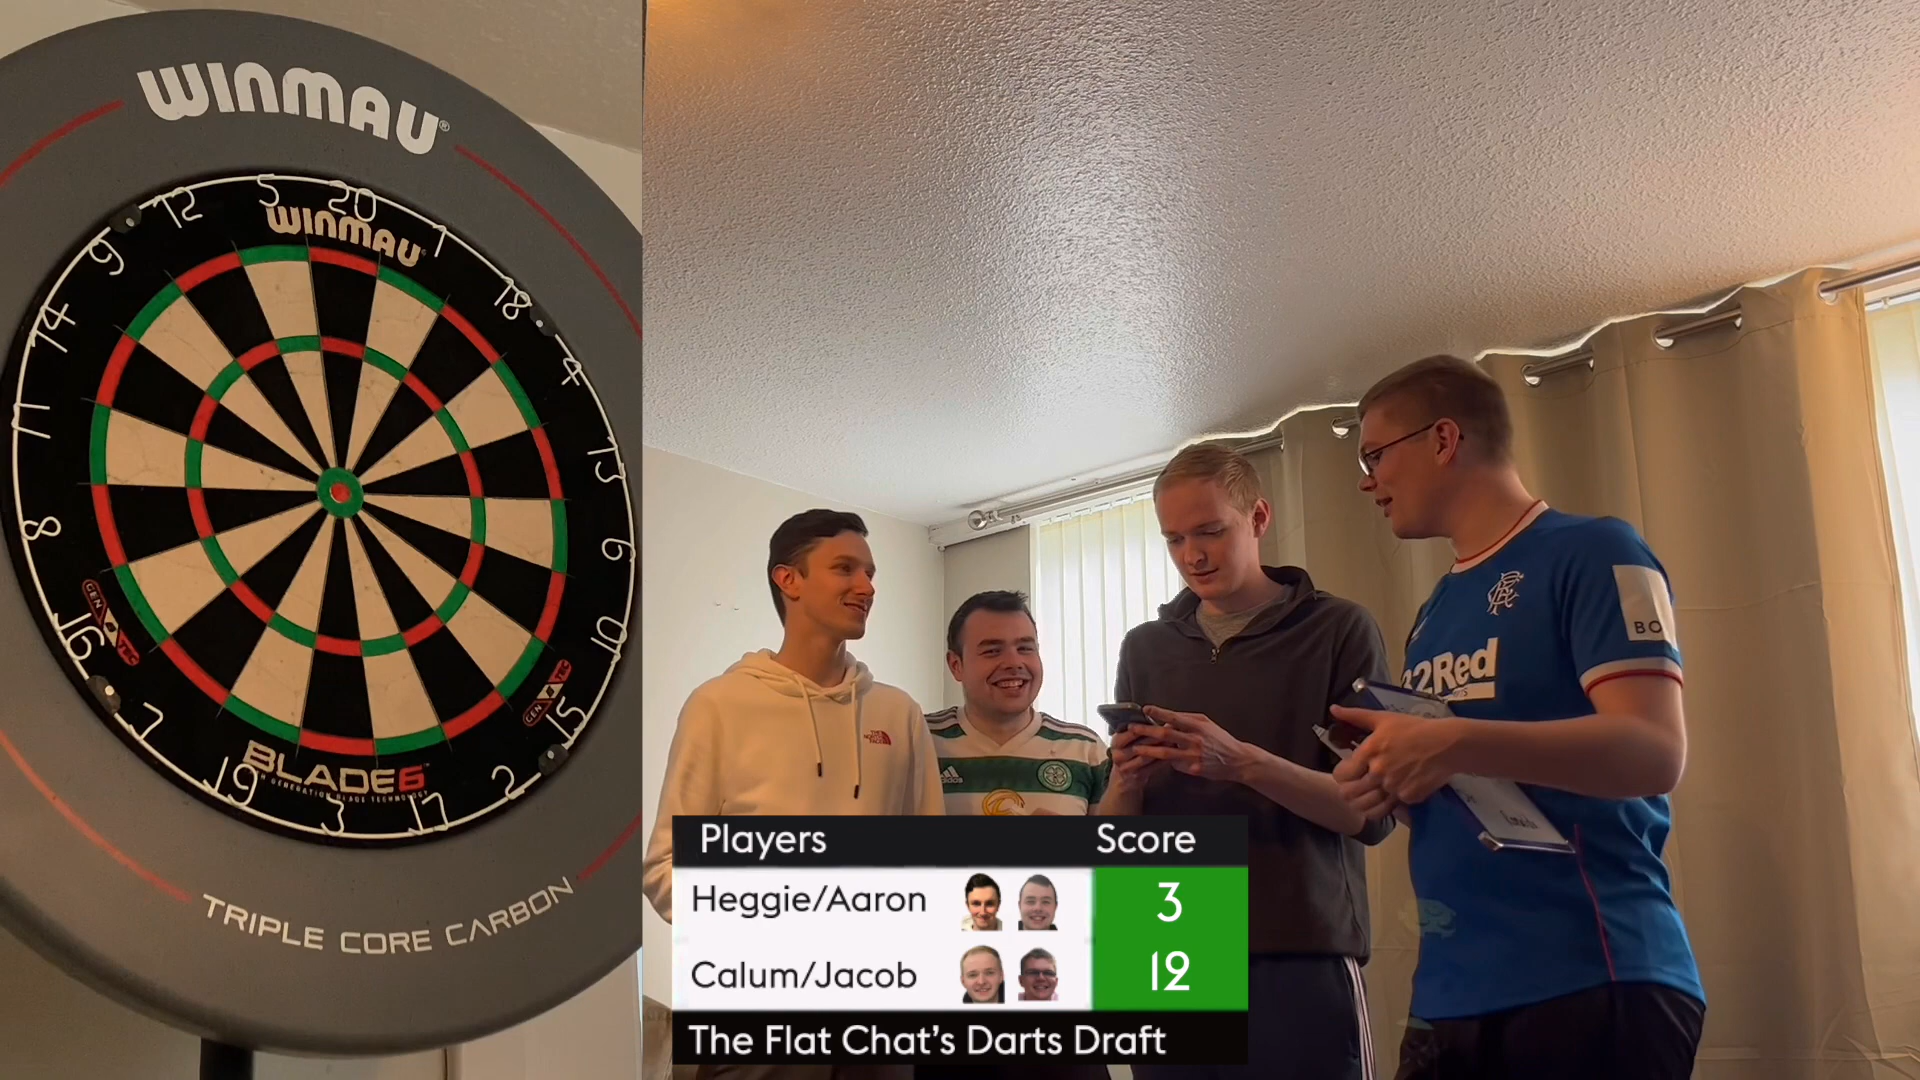 WINMAU
12 5 20 1 18 4 13 6 10 15 2 17 3 19 7 16 8 11 14 9
WINMAU
BLADE6
TRIPLE CORE CARBON
THE NORTH FACE
adidas
32Red
BO
Players Score
Heggie/Aaron 3
Calum/Jacob 12
The Flat Chat's Darts Draft